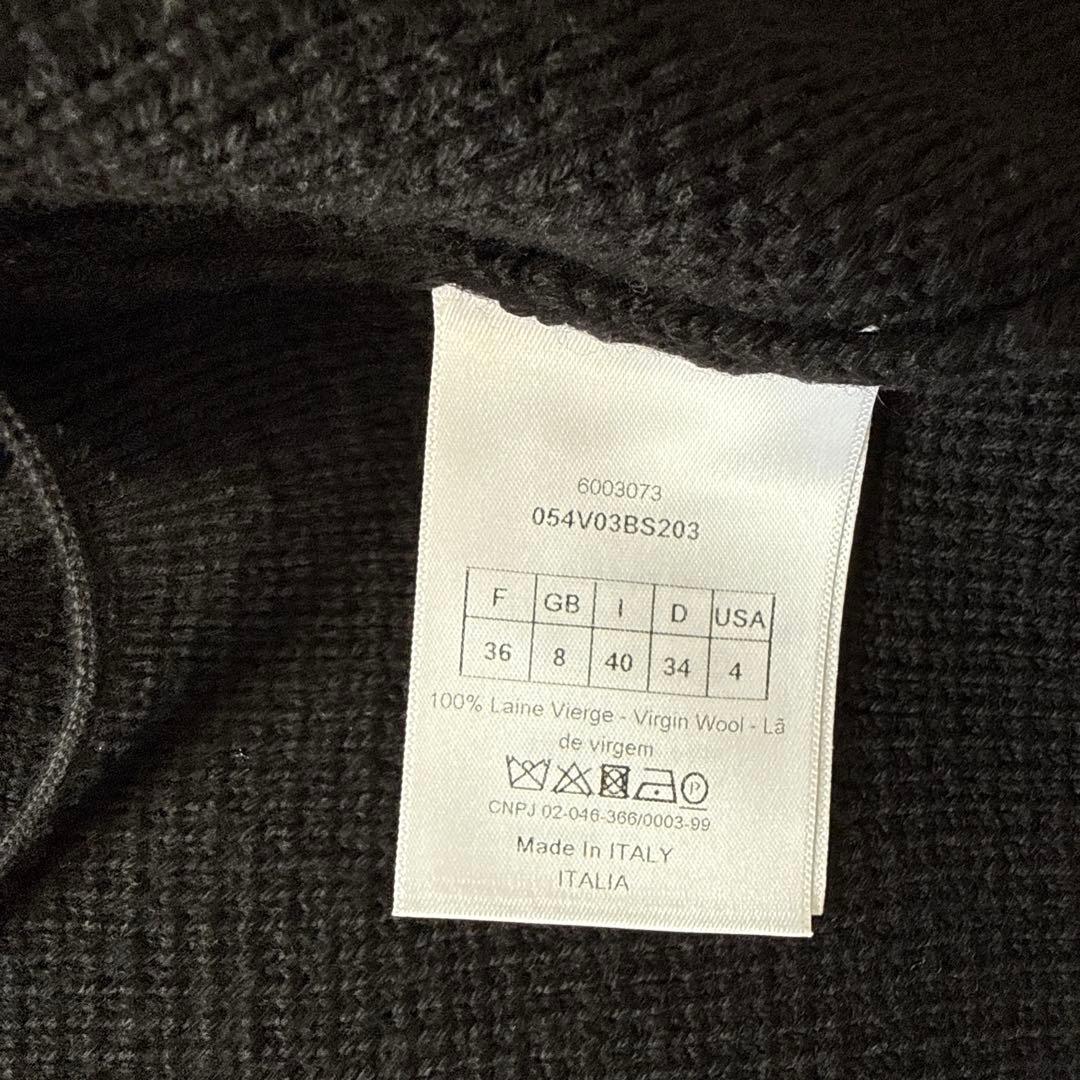 6003073
054V03BS203
F GB I D USA
36 8 40 34 4
100% Laine Vierge - Virgin Wool - Lã
de virgem
P
CNPJ 02-046-366/0003-99
Made In ITALY
ITALIA